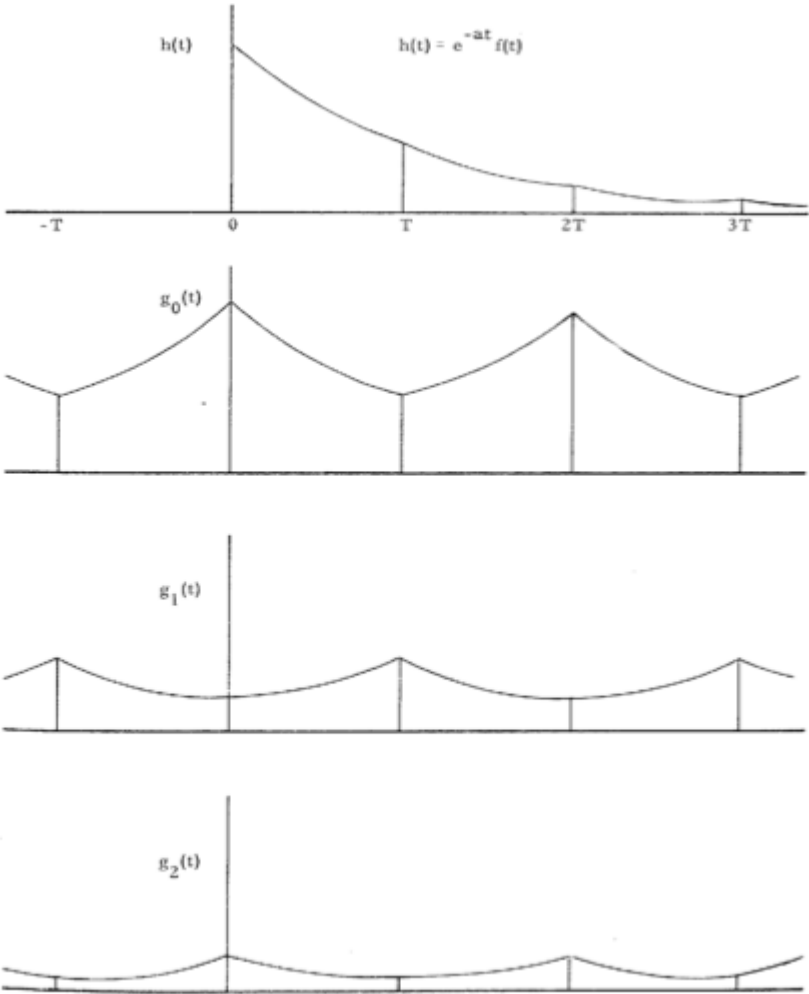 h(t) h(t) = e^-at f(t)
-T 0 T 2T 3T
g₀(t)
g₁(t)
g₂(t)